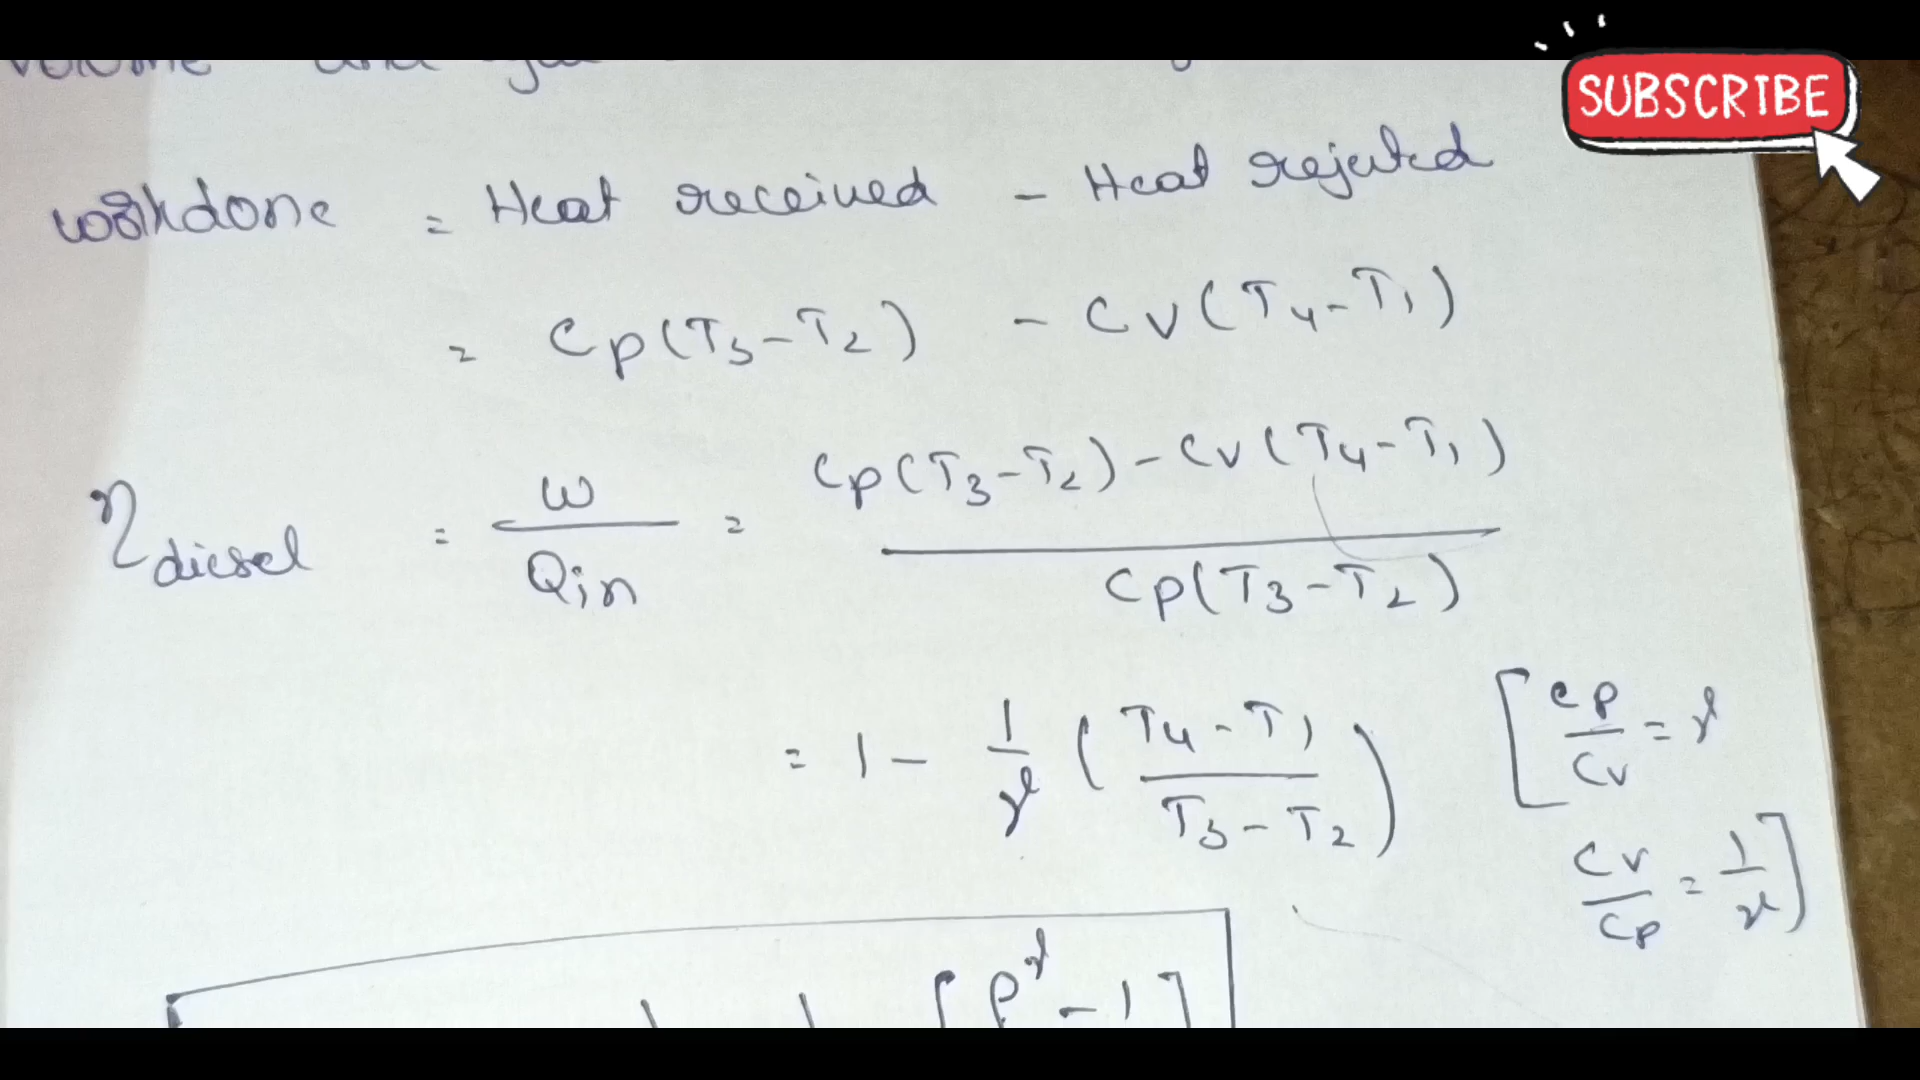 SUBSCRIBE
workdone = Heat received - Heat rejected
= Cp(T3-T2) - Cv(T4-T1)
ηdiesel = W/Qin = Cp(T3-T2)-Cv(T4-T1)/Cp(T3-T2)
= 1 - 1/γ (T4-T1/T3-T2) [Cp/Cv = γ
Cv/Cp = 1/γ]
[ρ^γ - 1]